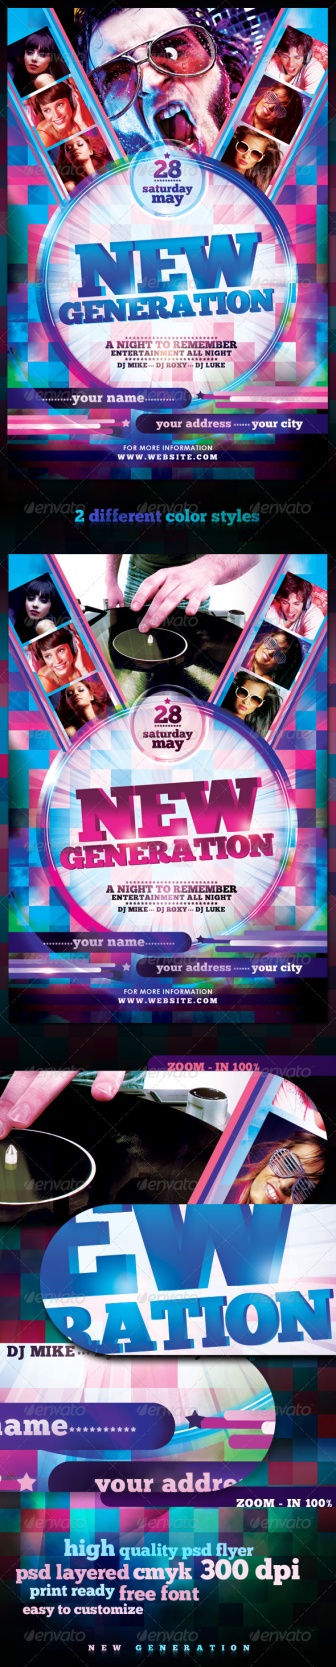 28
saturday
may
NEW
GENERATION
A NIGHT TO REMEMBER
ENTERTAINMENT ALL NIGHT
DJ MIKE... DJ ROXY... DJ LUKE
..........your name..........
your address ...... your city
FOR MORE INFORMATION
WWW.WEBSITE.COM
2 different color styles
28
saturday
may
NEW
GENERATION
A NIGHT TO REMEMBER
ENTERTAINMENT ALL NIGHT
DJ MIKE... DJ ROXY... DJ LUKE
..........your name..........
your address ...... your city
FOR MORE INFORMATION
WWW.WEBSITE.COM
ZOOM - IN 100%
EW
RATION
DJ MIKE
ame..........
your addre
ZOOM - IN 100%
high quality psd flyer
psd layered cmyk 300 dpi
print ready free font
easy to customize
NEW GENERATION
envato